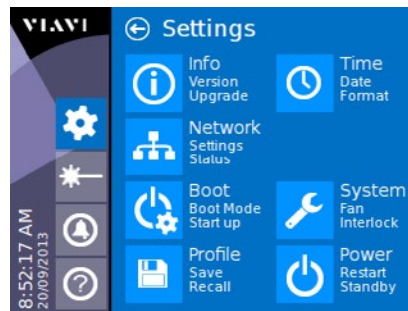 VIAVI
Settings
Info
Version
Upgrade
Time
Date
Format
Network
Settings
Status
Boot
Boot Mode
Start up
System
Fan
Interlock
Profile
Save
Recall
Power
Restart
Standby
8:52:17 AM
20/09/2013